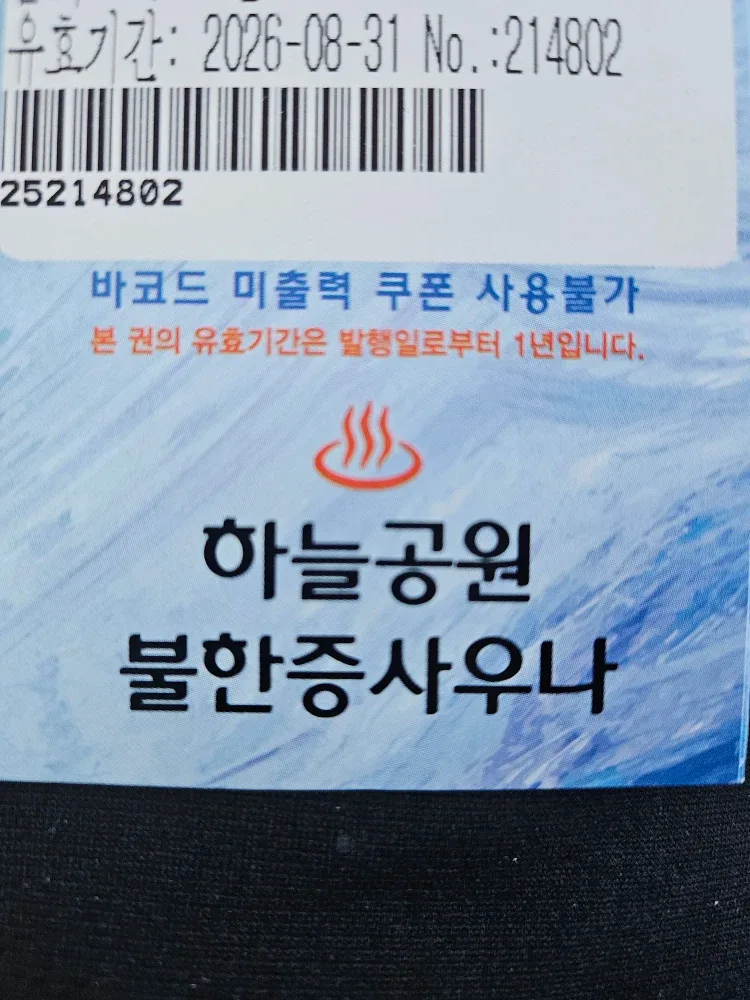 유효기간: 2026-08-31 No.:214802
25214802
바코드 미출력 쿠폰 사용불가
본 권의 유효기간은 발행일로부터 1년입니다.
하늘공원
불한증사우나